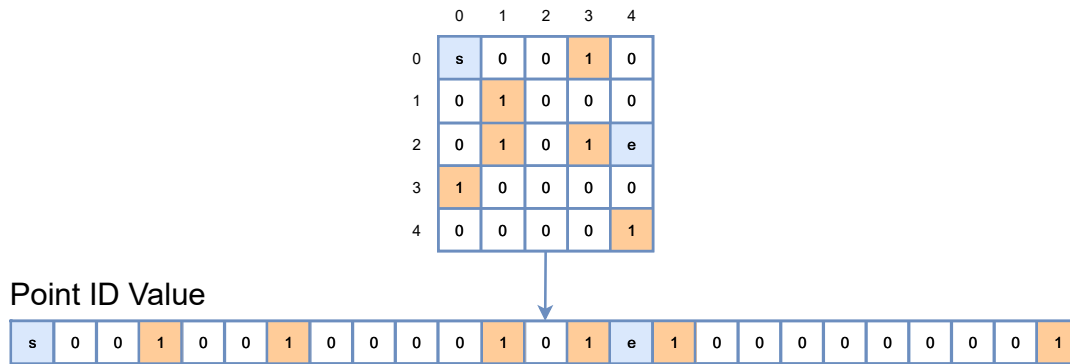 0 1 2 3 4
0 s 0 0 1 0
1 0 1 0 0 0
2 0 1 0 1 e
3 1 0 0 0 0
4 0 0 0 0 1
Point ID Value
s 0 0 1 0 0 1 0 0 0 0 1 0 1 e 1 0 0 0 0 0 0 0 0 1